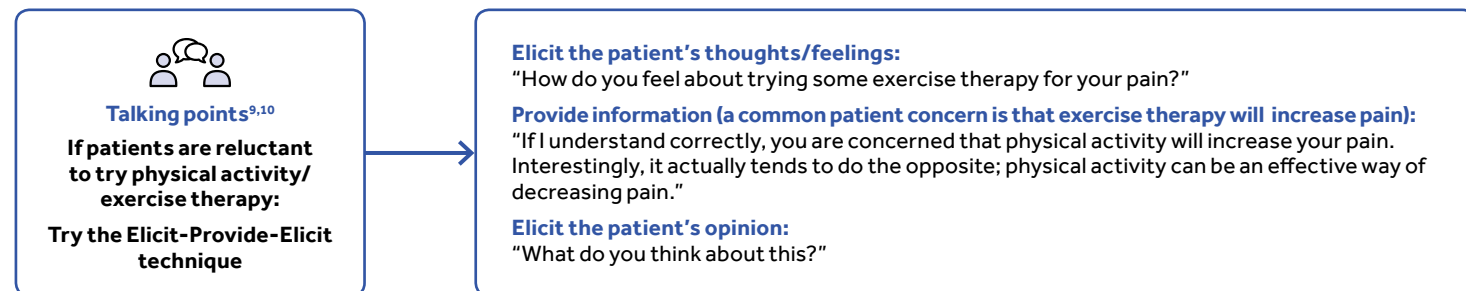 Talking points9,10
If patients are reluctant
to try physical activity/
exercise therapy:
Try the Elicit-Provide-Elicit
technique
Elicit the patient’s thoughts/feelings:
“How do you feel about trying some exercise therapy for your pain?”
Provide information (a common patient concern is that exercise therapy will increase pain):
“If I understand correctly, you are concerned that physical activity will increase your pain.
Interestingly, it actually tends to do the opposite; physical activity can be an effective way of
decreasing pain.”
Elicit the patient’s opinion:
“What do you think about this?”